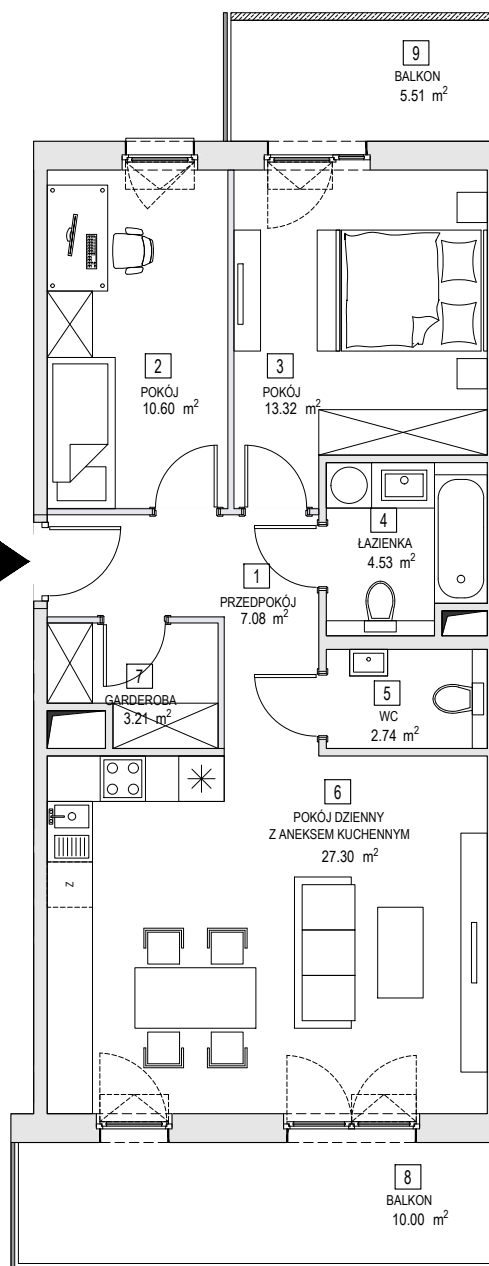 9
BALKON
5.51 m²
2
POKÓJ
10.60 m²
3
POKÓJ
13.32 m²
4
ŁAZIENKA
4.53 m²
1
PRZEDPOKÓJ
7.08 m²
7
GARDEROBA
3.21 m²
5
WC
2.74 m²
6
POKÓJ DZIENNY
Z ANEKSEM KUCHENNYM
27.30 m²
Z
8
BALKON
10.00 m²